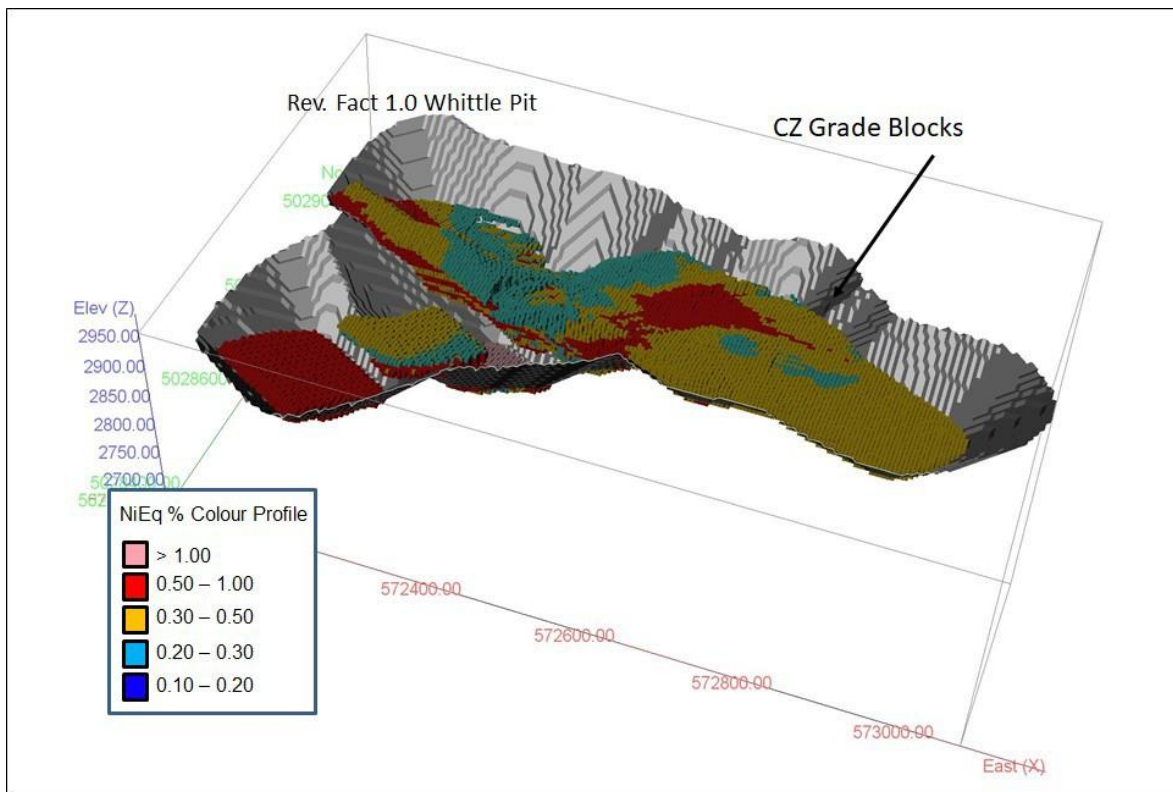 Rev. Fact 1.0 Whittle Pit
CZ Grade Blocks
Elev (Z)
2950.00
2900.00
2850.00
2800.00
2750.00
2700.00
5028600
NiEq % Colour Profile
> 1.00
0.50 – 1.00
0.30 – 0.50
0.20 – 0.30
0.10 – 0.20
572400.00
572600.00
572800.00
573000.00
East (X)